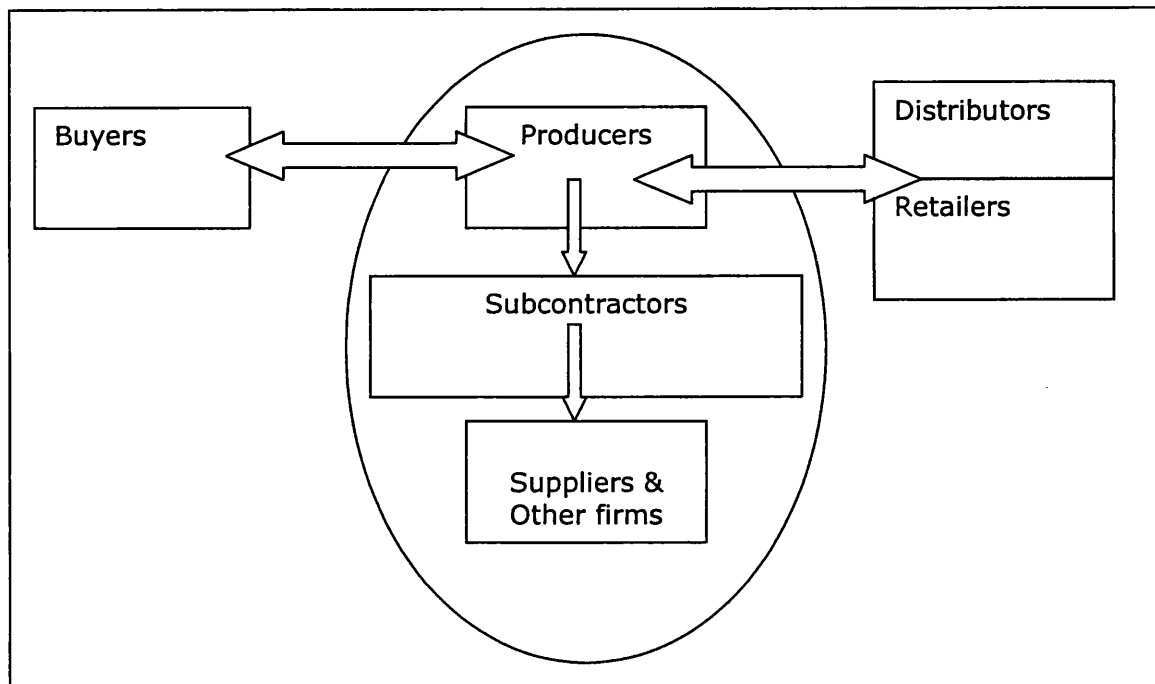 Buyers
Producers
Distributors
Retailers
Subcontractors
Suppliers &
Other firms